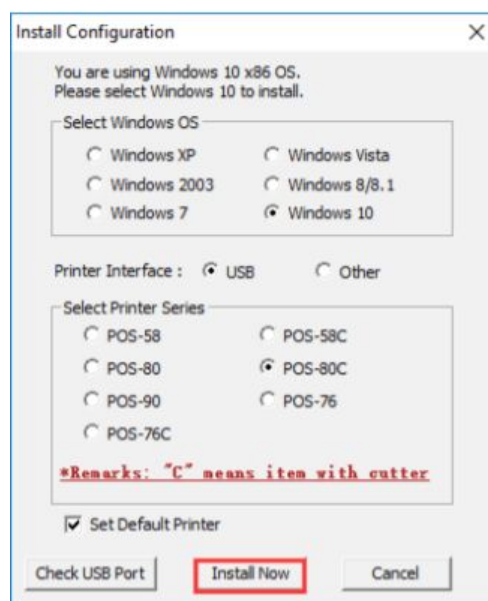 Install Configuration
You are using Windows 10 x86 OS.
Please select Windows 10 to install.
Select Windows OS
Windows XP Windows Vista
Windows 2003 Windows 8/8.1
Windows 7 Windows 10
Printer Interface : USB Other
Select Printer Series
POS-58 POS-58C
POS-80 POS-80C
POS-90 POS-76
POS-76C
*Remarks: "C" means item with cutter
Set Default Printer
Check USB Port Install Now Cancel